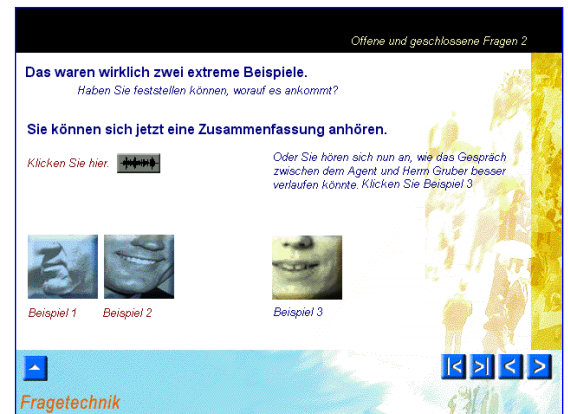 Offene und geschlossene Fragen 2
Das waren wirklich zwei extreme Beispiele.
Haben Sie feststellen können, worauf es ankommt?
Sie können sich jetzt eine Zusammenfassung anhören.
Klicken Sie hier.
Oder Sie hören sich nun an, wie das Gespräch
zwischen dem Agent und Herrn Gruber besser
verlaufen könnte. Klicken Sie Beispiel 3
Beispiel 1
Beispiel 2
Beispiel 3
Fragetechnik